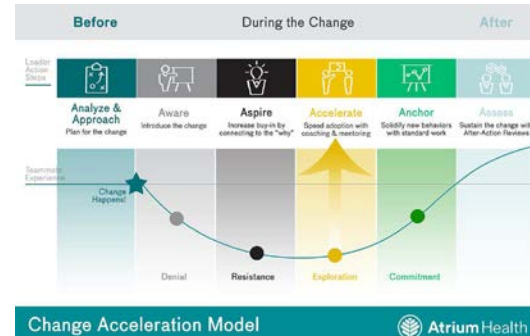 Before
During the Change
After
Leader
Action
Steps
Analyze &
Approach
Plan for the change
Aware
Introduce the change
Aspire
Increase buy-in by
connecting to the "why"
Accelerate
Speed adoption with
coaching & mentoring
Anchor
Solidify new behaviors
with standard work
Assess
Sustain the change with
After-Action Reviews
Teammate
Experience
Change
Happens!
Denial
Resistance
Exploration
Commitment
Change Acceleration Model
Atrium Health